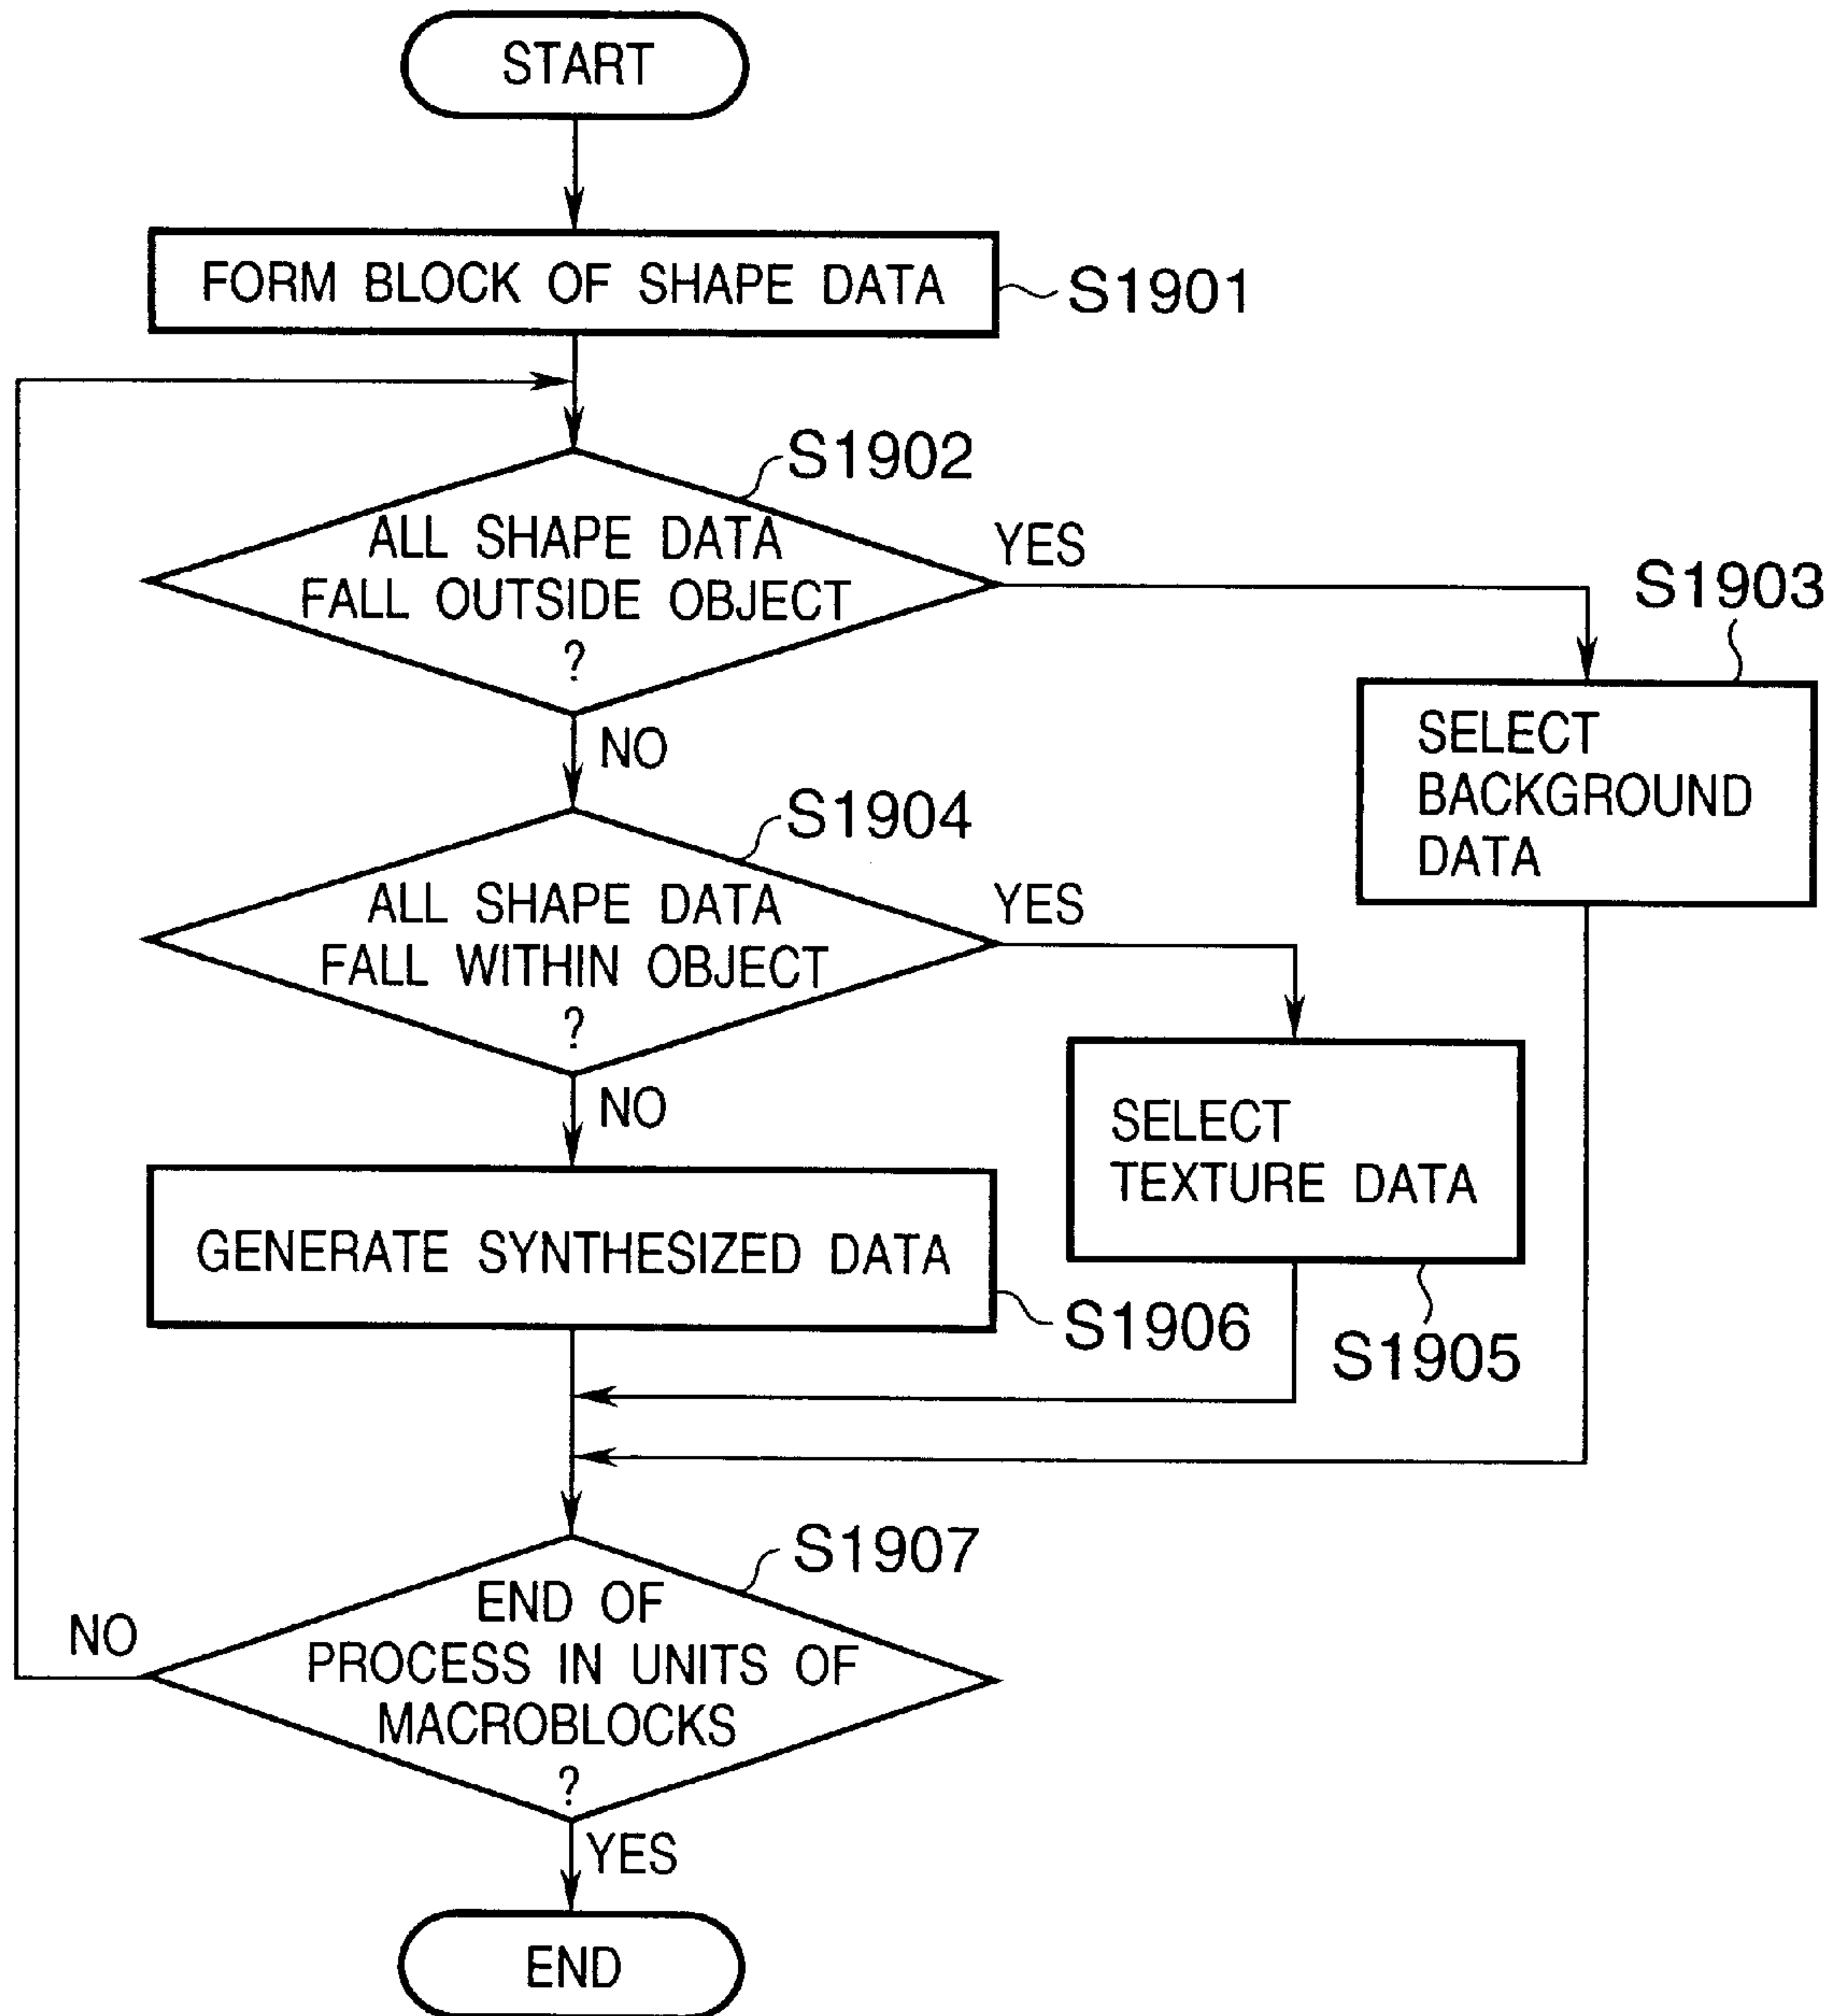 START
FORM BLOCK OF SHAPE DATA
S1901
S1902
ALL SHAPE DATA
FALL OUTSIDE OBJECT
?
YES
S1903
SELECT
BACKGROUND
DATA
NO
S1904
ALL SHAPE DATA
FALL WITHIN OBJECT
?
YES
SELECT
TEXTURE DATA
S1905
NO
GENERATE SYNTHESIZED DATA
S1906
S1907
END OF
PROCESS IN UNITS OF
MACROBLOCKS
?
NO
YES
END